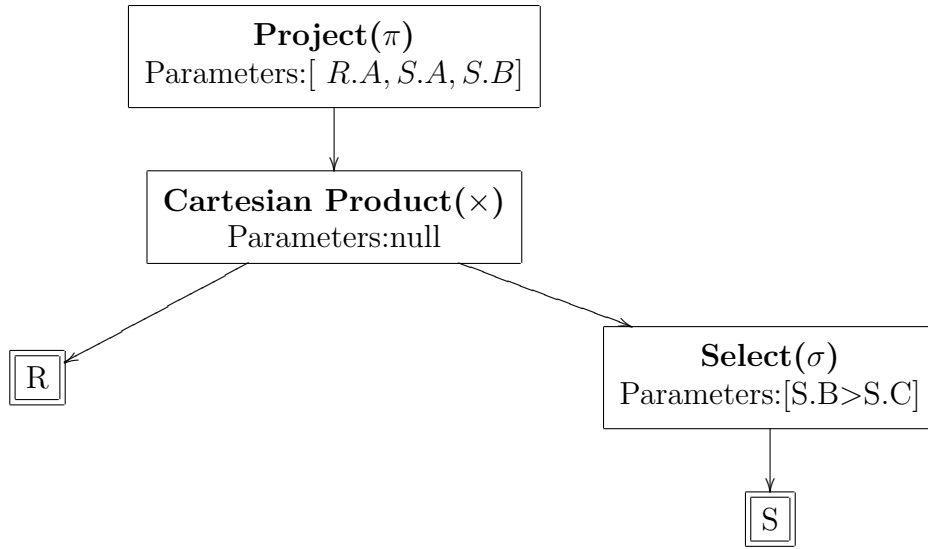 Project(π)
Parameters:[ R.A, S.A, S.B]
Cartesian Product(×)
Parameters:null
R
Select(σ)
Parameters:[S.B>S.C]
S